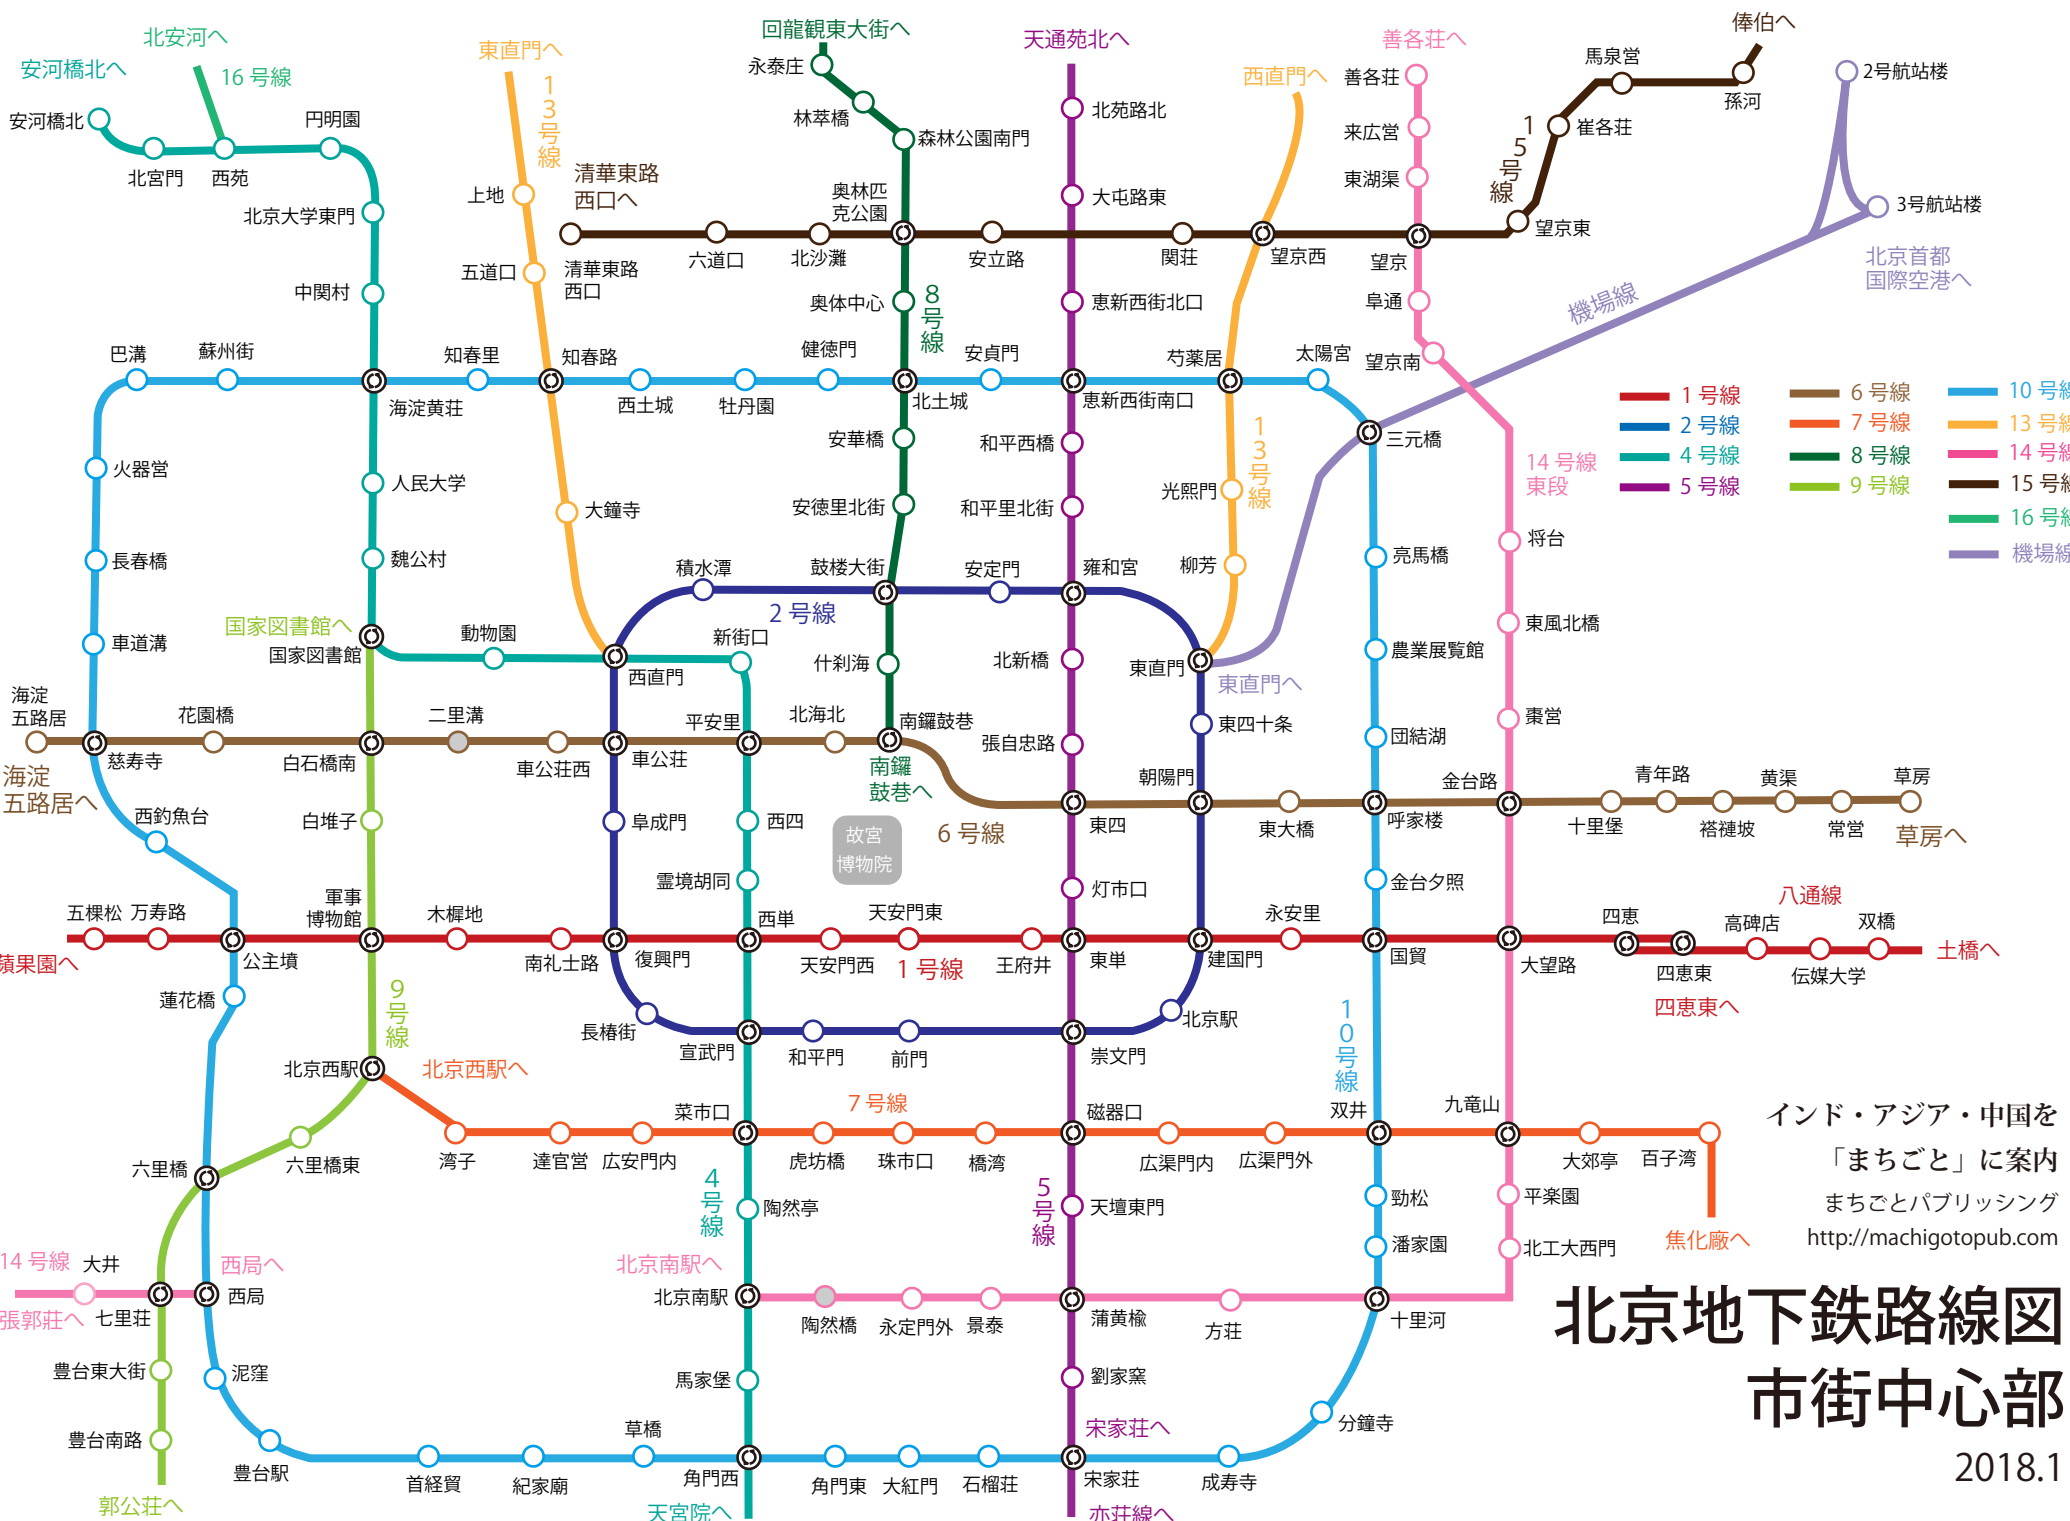 北安河へ
16 号線
安河橋北へ
安河橋北
北宮門
西苑
円明園
北京大学東門
中関村
東直門へ
13号線
上地
五道口
清華東路
西口へ
清華東路
西口
六道口
北沙灘
回龍観東大街へ
永泰庄
林萃橋
森林公園南門
奥林匹
克公園
奥体中心
8号線
安立路
天通苑北へ
北苑路北
大屯路東
恵新西街北口
関荘
西直門へ
望京西
善各荘へ
善各荘
来広営
東湖渠
望京
阜通
望京南
15号線
望京東
崔各荘
馬泉営
孫河
俸伯へ
2号航站楼
3号航站楼
北京首都
国際空港へ
機場線
巴溝
蘇州街
海淀黄荘
知春里
知春路
西土城
牡丹園
健徳門
北土城
安貞門
恵新西街南口
芍薬居
太陽宮
三元橋
1 号線
2 号線
4 号線
5 号線
6 号線
7 号線
8 号線
9 号線
10 号線
13 号線
14 号線
15 号線
16 号線
機場線
火器営
長春橋
車道溝
人民大学
魏公村
大鐘寺
安華橋
安徳里北街
和平西橋
和平里北街
13号線
光熙門
柳芳
14 号線
東段
将台
東風北橋
棗営
亮馬橋
農業展覧館
団結湖
国家図書館へ
国家図書館
動物園
西直門
新街口
積水潭
2 号線
鼓楼大街
安定門
雍和宮
什刹海
北新橋
東直門
東直門へ
東四十条
海淀
五路居
海淀
五路居へ
慈寿寺
花園橋
白石橋南
二里溝
車公荘西
車公荘
平安里
北海北
南鑼鼓巷
南鑼
鼓巷へ
張自忠路
朝陽門
6 号線
東四
東大橋
呼家楼
金台路
十里堡
青年路
褡褳坡
黄渠
常営
草房
草房へ
西釣魚台
白堆子
阜成門
西四
霊境胡同
故宮
博物院
灯市口
金台夕照
蘋果園へ
五棵松
万寿路
公主墳
軍事
博物館
木樨地
南礼士路
復興門
西単
天安門西
天安門東
1 号線
王府井
東単
建国門
永安里
国貿
大望路
四恵
四恵東
四恵東へ
八通線
高碑店
伝媒大学
双橋
土橋へ
蓮花橋
9号線
長椿街
宣武門
和平門
前門
崇文門
北京駅
10号線
北京西駅
北京西駅へ
六里橋
六里橋東
湾子
達官営
広安門内
菜市口
7 号線
虎坊橋
珠市口
橋湾
磁器口
広渠門内
広渠門外
双井
九竜山
大郊亭
百子湾
焦化廠へ
4号線
陶然亭
5号線
天壇東門
勁松
潘家園
平楽園
北工大西門
14 号線
張郭莊へ
大井
七里荘
西局へ
西局
北京南駅へ
北京南駅
陶然橋
永定門外
景泰
蒲黄楡
方荘
十里河
豊台東大街
豊台南路
郭公荘へ
泥窪
豊台駅
首経貿
紀家廟
草橋
馬家堡
角門西
天宮院へ
角門東
大紅門
石榴荘
劉家窯
宋家荘へ
宋家荘
亦荘線へ
成寿寺
分鐘寺
インド・アジア・中国を
「まちごと」に案内
まちごとパブリッシング
http://machigotopub.com
北京地下鉄路線図
市街中心部
2018.1